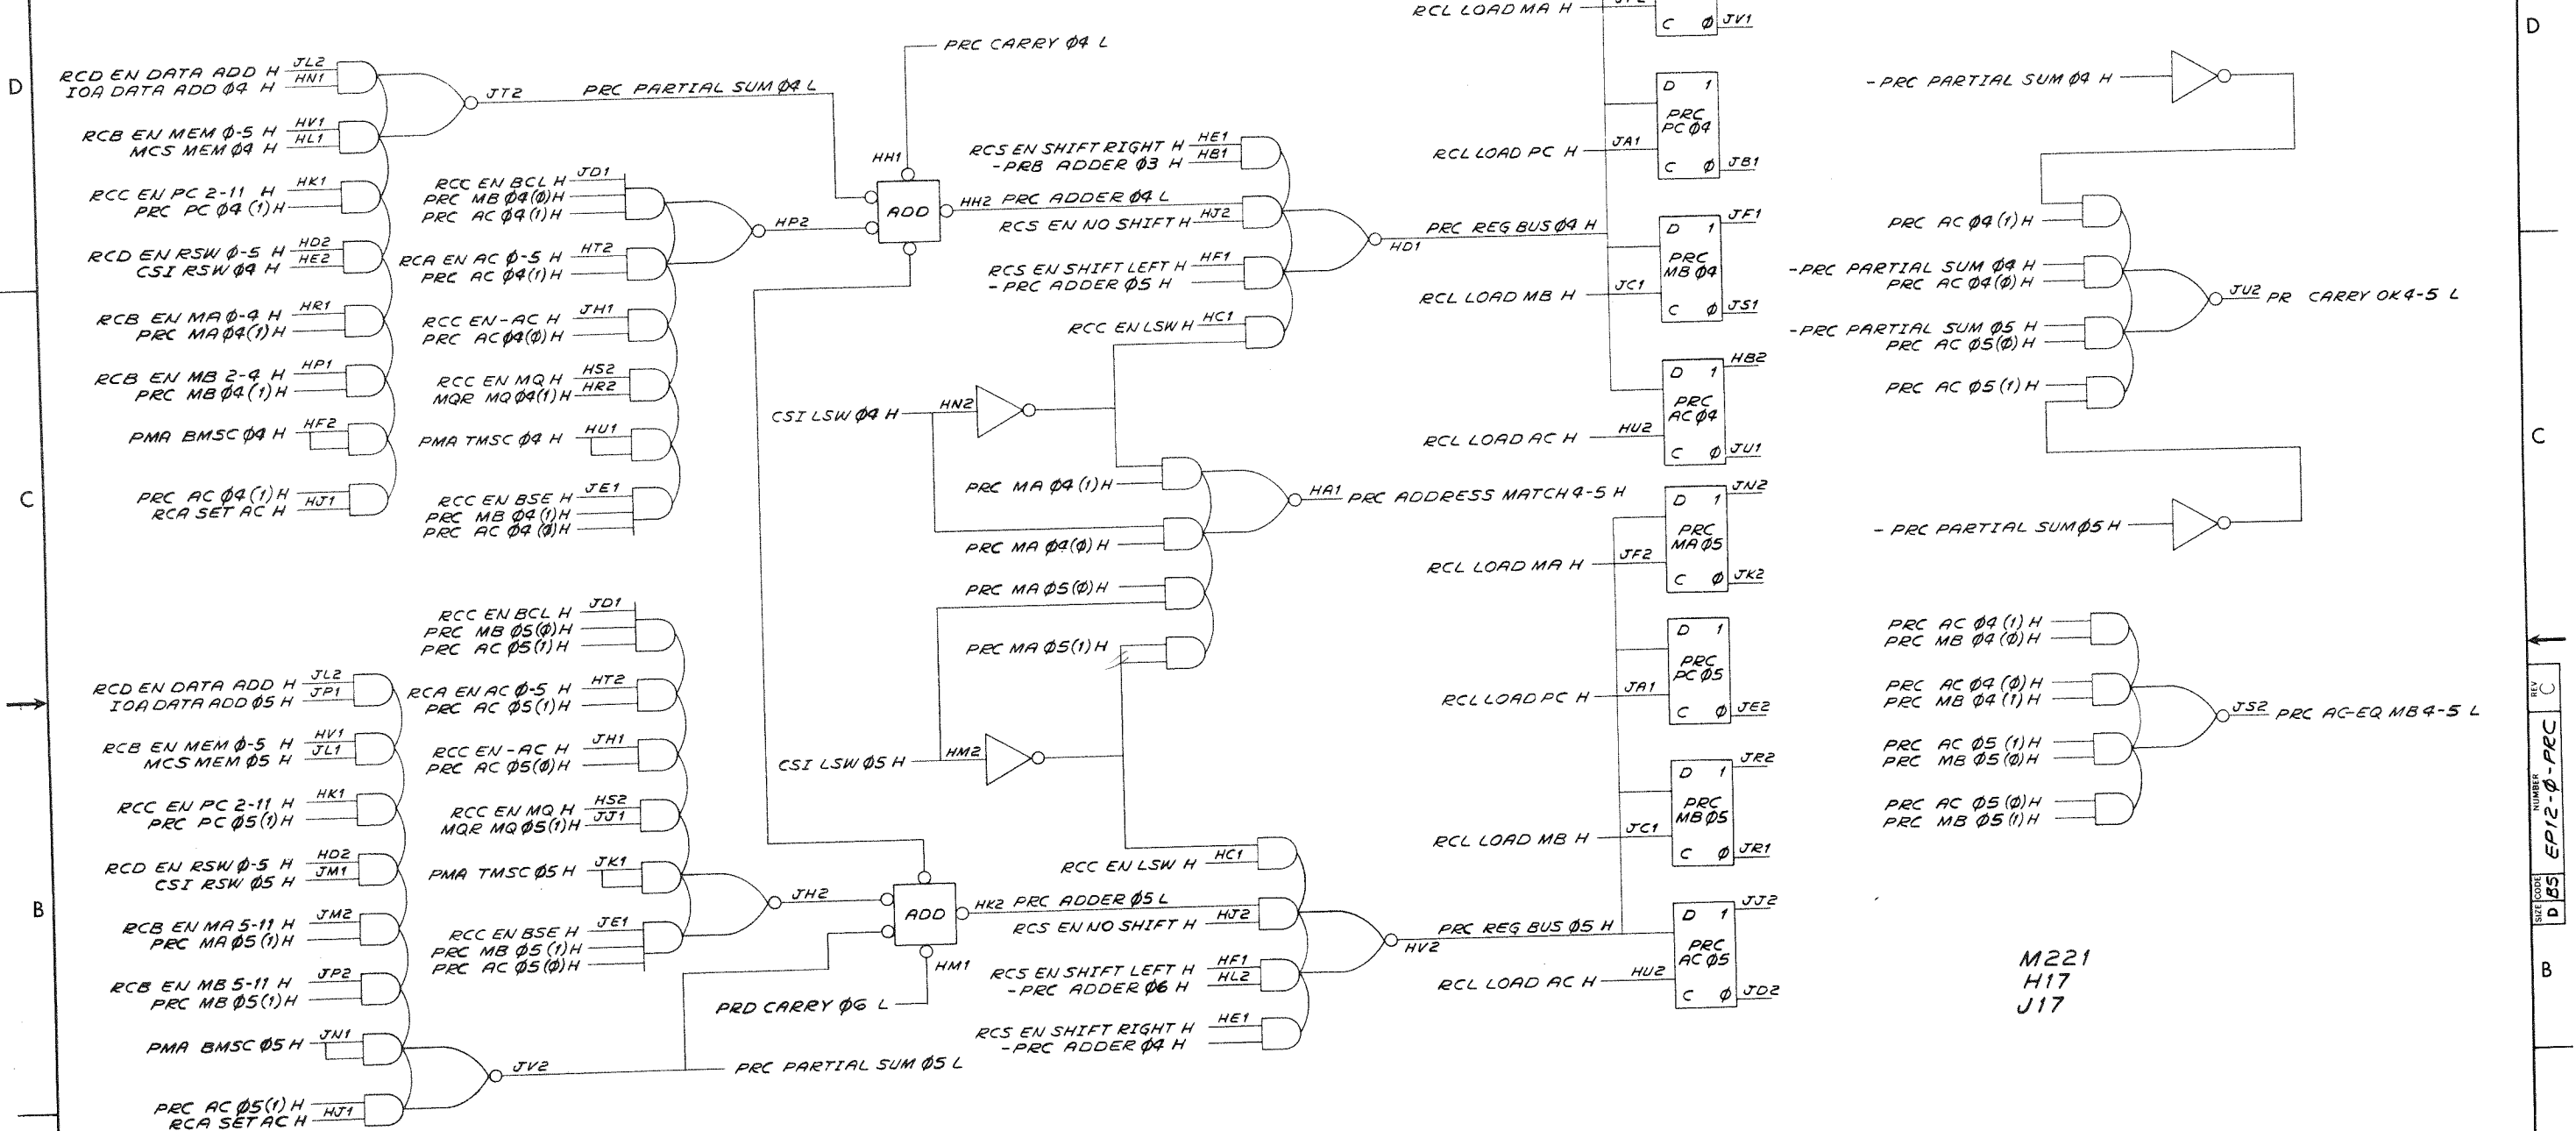 D
D
C
C
B
B
PRC CARRY Ø4 L
RCD EN DATA ADD H JL2
IOA DATA ADD Ø4 H HN1
RCB EN MEM Ø-5 H HV1
MCS MEM Ø4 H HL1
RCC EN PC 2-11 H HK1
PRC PC Ø4 (1) H
RCD EN RSW Ø-5 H HD2
CSI RSW Ø4 H HE2
RCB EN MA Ø-4 H HR1
PRC MA Ø4(1) H
RCB EN MB 2-4 H HP1
PRC MB Ø4(1) H
PMA BMSC Ø4 H HF2
PRC AC Ø4(1) H
RCA SET AC H HJ1
JT2 PRC PARTIAL SUM Ø4 L
RCC EN BCL H JD1
PRC MB Ø4(Ø) H
PRC AC Ø4(1) H
RCA EN AC Ø-5 H HT2
PRC AC Ø4(1) H
RCC EN-AC H JH1
PRC AC Ø4(Ø) H
RCC EN MQ H HS2
MQR MQ Ø4(1) H HR2
PMA TMSC Ø4 H HU1
RCC EN BSE H JE1
PRC MB Ø4(1) H
PRC AC Ø4(Ø) H
HP2
HH1
ADD
HH2 PRC ADDER Ø4 L
RCS EN SHIFT RIGHT H HE1
-PRB ADDER Ø3 H HB1
RCS EN NO SHIFT H HJ2
RCS EN SHIFT LEFT H HF1
-PRC ADDER Ø5 H
RCC EN LSW H HC1
HD1
PRC REG BUS Ø4 H
CSI LSW Ø4 H HN2
PRC MA Ø4(1) H
PRC MA Ø4(Ø) H
PRC MA Ø5(Ø) H
PRC MA Ø5(1) H
HA1 PRC ADDRESS MATCH 4-5 H
CSI LSW Ø5 H HM2
RCL LOAD MA H
C Ø JV1
D 1
PRC
PC Ø4
C Ø JB1
RCL LOAD PC H JA1
D 1 JF1
PRC
MB Ø4
C Ø JS1
RCL LOAD MB H JC1
D 1 HB2
PRC
AC Ø4
C Ø JU1
RCL LOAD AC H HU2
D 1 JN2
PRC
MA Ø5
C Ø JK2
RCL LOAD MA H JF2
D 1
PRC
PC Ø5
C Ø JE2
RCL LOAD PC H JA1
D 1 JR2
PRC
MB Ø5
C Ø JR1
RCL LOAD MB H JC1
D 1 JJ2
PRC
AC Ø5
C Ø JD2
RCL LOAD AC H HU2
-PRC PARTIAL SUM Ø4 H
PRC AC Ø4(1) H
-PRC PARTIAL SUM Ø4 H
PRC AC Ø4(Ø) H
-PRC PARTIAL SUM Ø5 H
PRC AC Ø5(Ø) H
PRC AC Ø5(1) H
JU2 PR CARRY OK 4-5 L
-PRC PARTIAL SUM Ø5 H
PRC AC Ø4 (1) H
PRC MB Ø4 (Ø) H
PRC AC Ø4 (Ø) H
PRC MB Ø4 (1) H
PRC AC Ø5 (1) H
PRC MB Ø5 (Ø) H
PRC AC Ø5 (Ø) H
PRC MB Ø5 (1) H
JS2 PRC AC-EQ MB 4-5 L
RCC EN BCL H JD1
PRC MB Ø5(Ø) H
PRC AC Ø5(1) H
RCA EN AC Ø-5 H HT2
PRC AC Ø5(1) H
RCC EN-AC H JH1
PRC AC Ø5(Ø) H
RCC EN MQ H HS2
MQR MQ Ø5(1) H JJ1
PMA TMSC Ø5 H JK1
RCC EN BSE H JE1
PRC MB Ø5 (1) H
PRC AC Ø5(Ø) H
JH2
RCD EN DATA ADD H JL2
IOA DATA ADD Ø5 H JP1
RCB EN MEM Ø-5 H HV1
MCS MEM Ø5 H JL1
RCC EN PC 2-11 H HK1
PRC PC Ø5(1) H
RCD EN RSW Ø-5 H HD2
CSI RSW Ø5 H JM1
RCB EN MA 5-11 H JM2
PRC MA Ø5(1) H
RCB EN MB 5-11 H JP2
PRC MB Ø5(1) H
PMA BMSC Ø5 H JN1
PRC AC Ø5(1) H
RCA SET AC H HJ1
JV2
PRC PARTIAL SUM Ø5 L
ADD
HM1
PRD CARRY Ø6 L
HK2 PRC ADDER Ø5 L
RCC EN LSW H HC1
RCS EN NO SHIFT H HJ2
RCS EN SHIFT LEFT H HF1
-PRC ADDER Ø6 H HL2
RCS EN SHIFT RIGHT H HE1
-PRC ADDER Ø4 H
HV2
PRC REG BUS Ø5 H
M221
H17
J17
SIZE D
CODE BS
NUMBER EP12-Ø-PRC
REV C